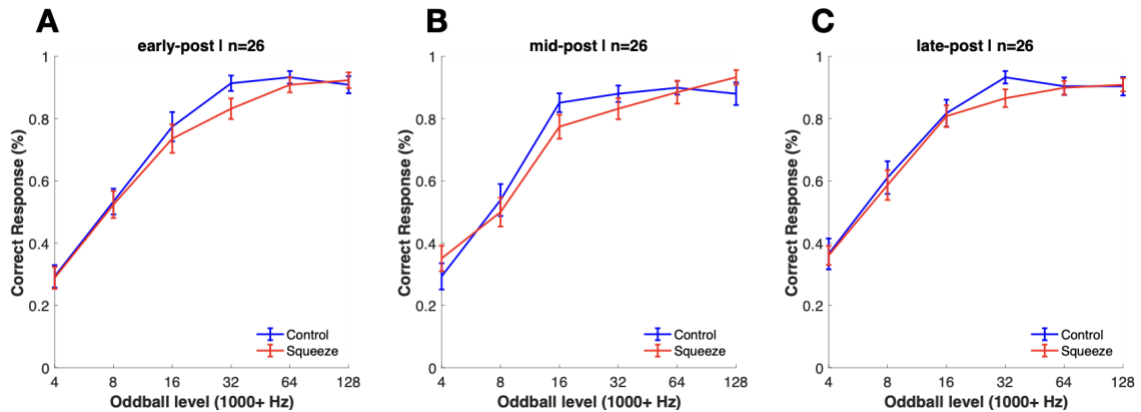 A
early-post | n=26
1
0.8
0.6
0.4
0.2
0
Correct Response (%)
4 8 16 32 64 128
Oddball level (1000+ Hz)
Control
Squeeze
B
mid-post | n=26
1
0.8
0.6
0.4
0.2
0
Correct Response (%)
4 8 16 32 64 128
Oddball level (1000+ Hz)
Control
Squeeze
C
late-post | n=26
1
0.8
0.6
0.4
0.2
0
Correct Response (%)
4 8 16 32 64 128
Oddball level (1000+ Hz)
Control
Squeeze